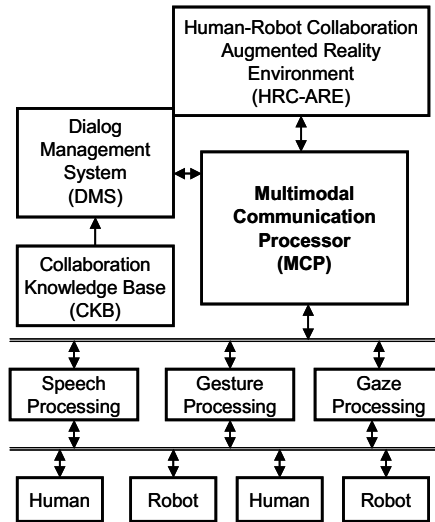 Human-Robot Collaboration
Augmented Reality
Environment
(HRC-ARE)
Dialog
Management
System
(DMS)
Multimodal
Communication
Processor
(MCP)
Collaboration
Knowledge Base
(CKB)
Speech
Processing
Gesture
Processing
Gaze
Processing
Human
Robot
Human
Robot